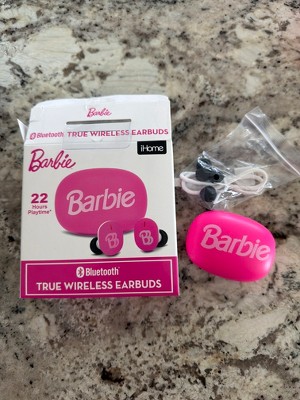 Barbie
Bluetooth TRUE WIRELESS EARBUDS
iHome
Barbie
22
Hours
Playtime*
Barbie
B B
Bluetooth®
TRUE WIRELESS EARBUDS
Barbie